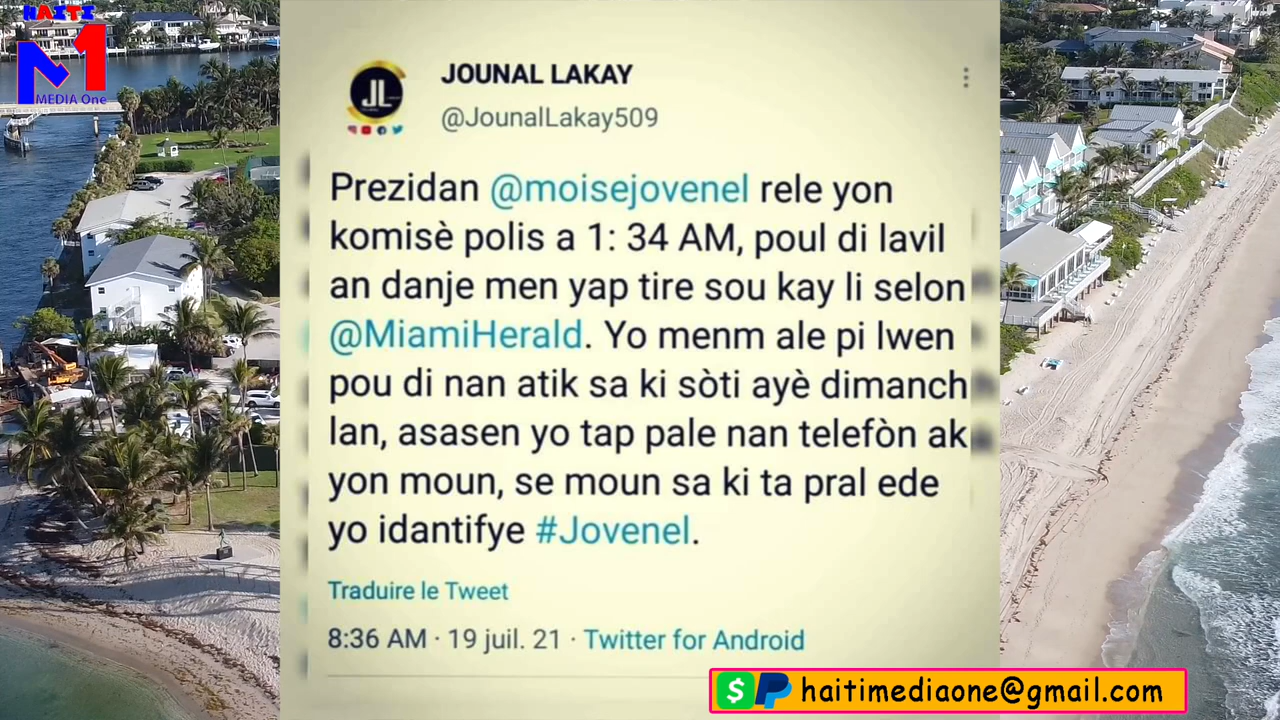 HAITI
M1
MEDIA One
JL
JOUNAL LAKAY
@JounalLakay509
Prezidan @moisejovenel rele yon
komisè polis a 1: 34 AM, poul di lavil
an danje men yap tire sou kay li selon
@MiamiHerald. Yo menm ale pi lwen
pou di nan atik sa ki sòti ayè dimanch
lan, asasen yo tap pale nan telefòn ak
yon moun, se moun sa ki ta pral ede
yo idantifye #Jovenel.
Traduire le Tweet
8:36 AM · 19 juil. 21 · Twitter for Android
$ P haitimediaone@gmail.com